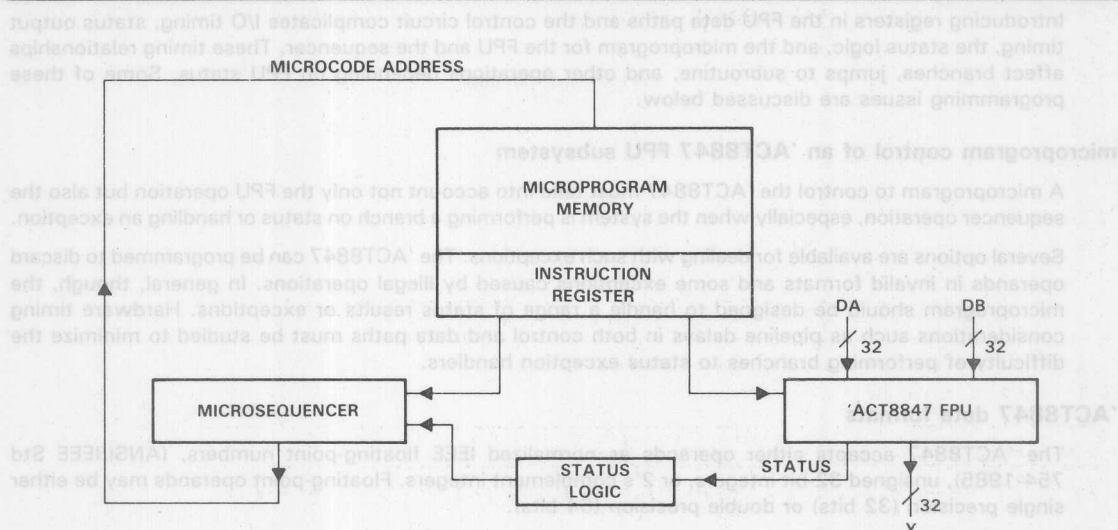 Introducing registers in the FPU data paths and the control circuit complicates I/O timing, status output
timing, the status logic, and the microprogram for the FPU and the sequencer. These timing relationships
affect branches, jumps to subroutine, and other operations depending on FPU status. Some of these
programming issues are discussed below.
MICROCODE ADDRESS
microprogram control of an 'ACT8847 FPU subsystem
MICROPROGRAM
MEMORY
A microprogram to control the 'ACT8847 must take into account not only the FPU operation but also the
sequencer operation, especially when the system is performing a branch on status or handling an exception.
Several options are available for dealing with such exceptions. The 'ACT8847 can be programmed to discard
operands in invalid formats and some exceptions caused by illegal operations. In general, though, the
microprogram should be designed to handle a range of status results or exceptions. Hardware timing
considerations such as pipeline delays in both control and data paths must be studied to minimize the
difficulty of performing branches to status exception handlers.
INSTRUCTION
REGISTER
DA DB
32 32
MICROSEQUENCER
'ACT8847 FPU
'ACT8847 data formats
The 'ACT8847 accepts either operands as normalized IEEE floating-point numbers, (ANSI/IEEE Std
754-1985), unsigned 32-bit integers, or 2's complement integers. Floating-point operands may be either
single precision (32 bits) or double precision (64 bits).
STATUS
LOGIC
STATUS
32
Y